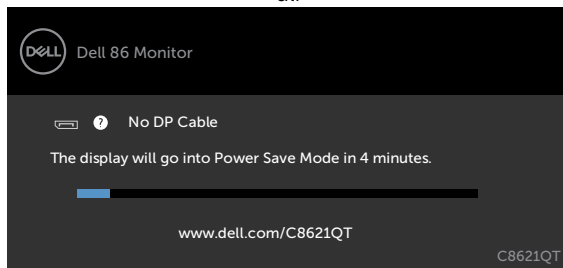 DELL
Dell 86 Monitor
? No DP Cable
The display will go into Power Save Mode in 4 minutes.
www.dell.com/C8621QT
C8621QT